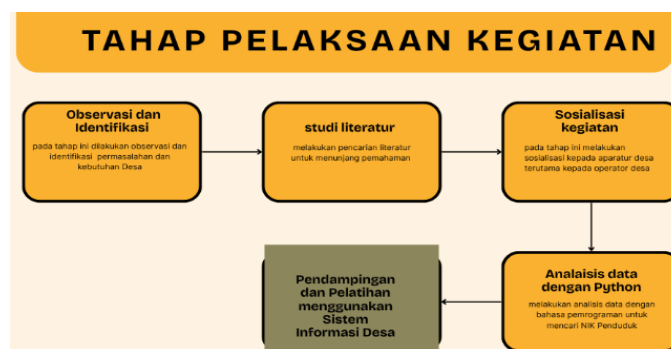 TAHAP PELAKSAAN KEGIATAN
Observasi dan
Identifikasi
pada tahap ini dilakukan observasi dan
identifikasi permasalahan dan
kebutuhan Desa
studi literatur
melakukan pencarian literatur
untuk menunjang pemahaman
Sosialisasi
kegiatan
pada tahap ini melakukan
sosialisasi kepada aparatur desa
terutama kepada operator desa
Analaisis data
dengan Python
melakukan analisis data dengan
bahasa pemrograman untuk
mencari NIK Penduduk
Pendampingan
dan Pelatihan
menggunakan
Sistem
Informasi Desa